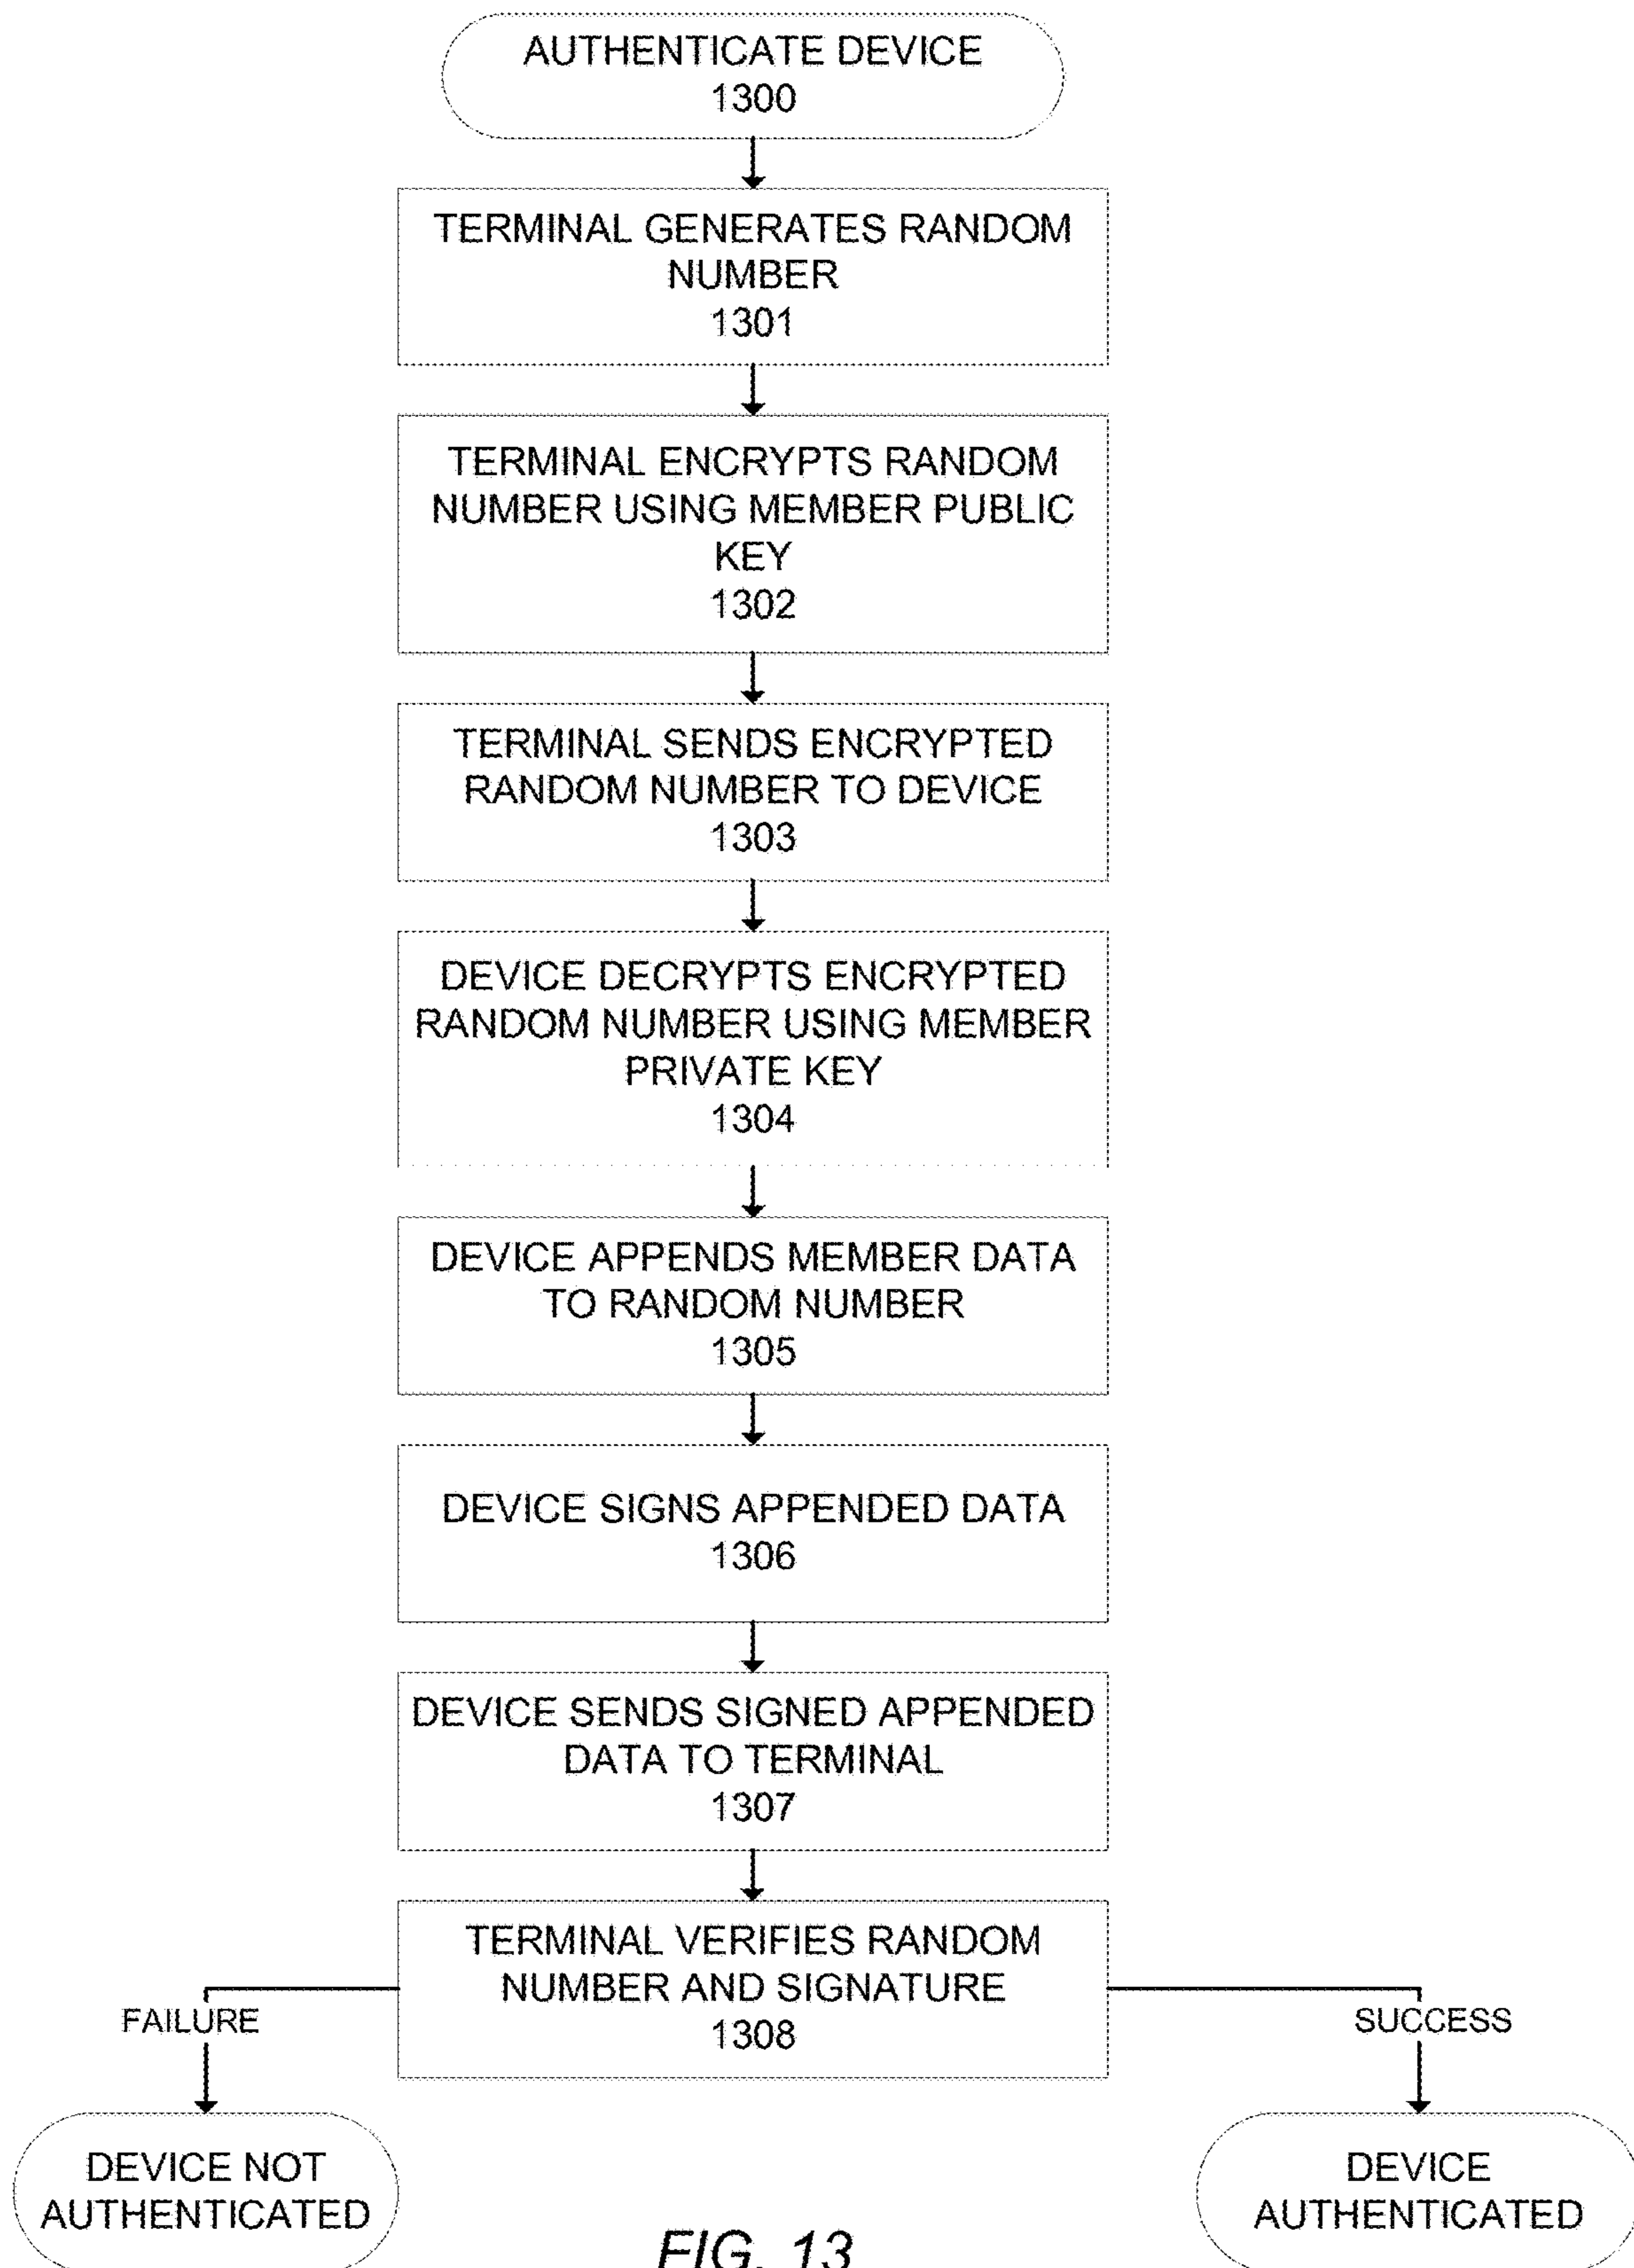 AUTHENTICATE DEVICE
1300
TERMINAL GENERATES RANDOM
NUMBER
1301
TERMINAL ENCRYPTS RANDOM
NUMBER USING MEMBER PUBLIC
KEY
1302
TERMINAL SENDS ENCRYPTED
RANDOM NUMBER TO DEVICE
1303
DEVICE DECRYPTS ENCRYPTED
RANDOM NUMBER USING MEMBER
PRIVATE KEY
1304
DEVICE APPENDS MEMBER DATA
TO RANDOM NUMBER
1305
DEVICE SIGNS APPENDED DATA
1306
DEVICE SENDS SIGNED APPENDED
DATA TO TERMINAL
1307
TERMINAL VERIFIES RANDOM
NUMBER AND SIGNATURE
1308
FAILURE
SUCCESS
DEVICE NOT
AUTHENTICATED
DEVICE
AUTHENTICATED
FIG. 13